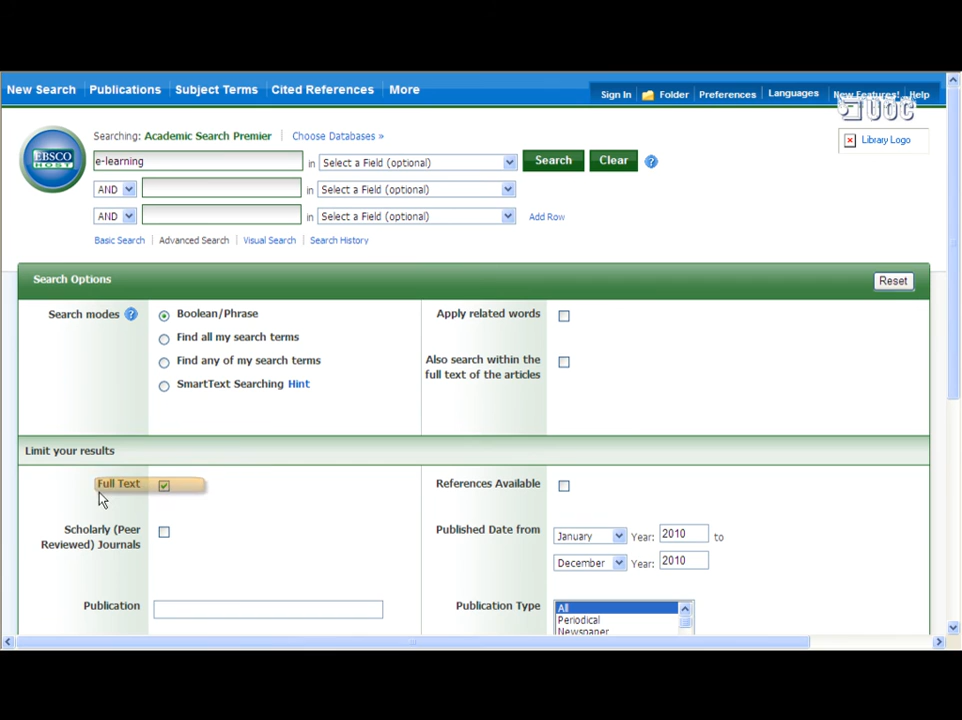 New Search Publications Subject Terms Cited References More
Sign In Folder Preferences Languages New Features! Help
UOC
Searching: Academic Search Premier Choose Databases »
Library Logo
EBSCO
HOST
e-learning in Select a Field (optional) Search Clear ?
AND in Select a Field (optional)
AND in Select a Field (optional) Add Row
Basic Search Advanced Search Visual Search Search History
Search Options Reset
Search modes ? Boolean/Phrase
Find all my search terms
Find any of my search terms
SmartText Searching Hint
Apply related words
Also search within the
full text of the articles
Limit your results
Full Text
References Available
Scholarly (Peer
Reviewed) Journals
Published Date from January Year: 2010 to
December Year: 2010
Publication
Publication Type All
Periodical
Newspaper